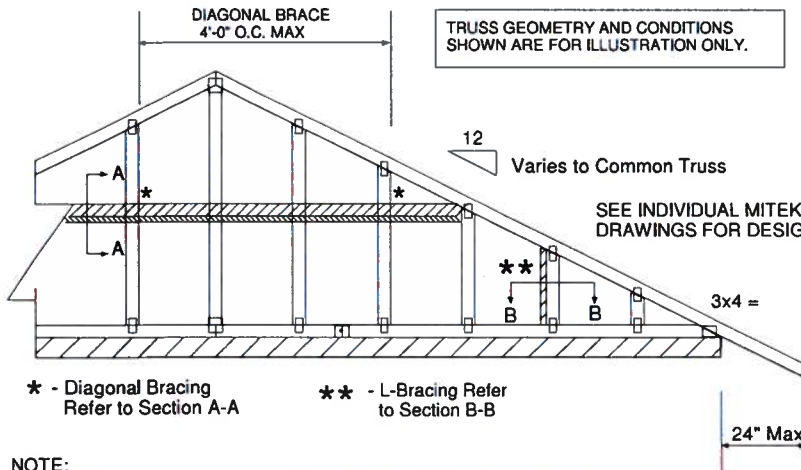 DIAGONAL BRACE
4'-0" O.C. MAX
TRUSS GEOMETRY AND CONDITIONS
SHOWN ARE FOR ILLUSTRATION ONLY.
12
Varies to Common Truss
A
*
*
SEE INDIVIDUAL MITEK
DRAWINGS FOR DESIG
A
**
B
B
3x4 =
* - Diagonal Bracing
Refer to Section A-A
** - L-Bracing Refer
to Section B-B
24" Max
NOTE: